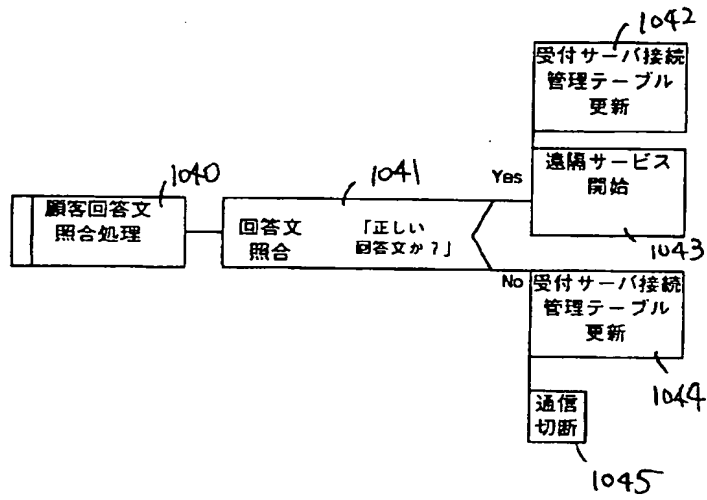 1042
受付サーバ接続
管理テーブル
更新
1040
顧客回答文
照合処理
1041
回答文
照合
「正しい
回答文か？」
Yes
遠隔サービス
開始
1043
No
受付サーバ接続
管理テーブル
更新
1044
通信
切断
1045